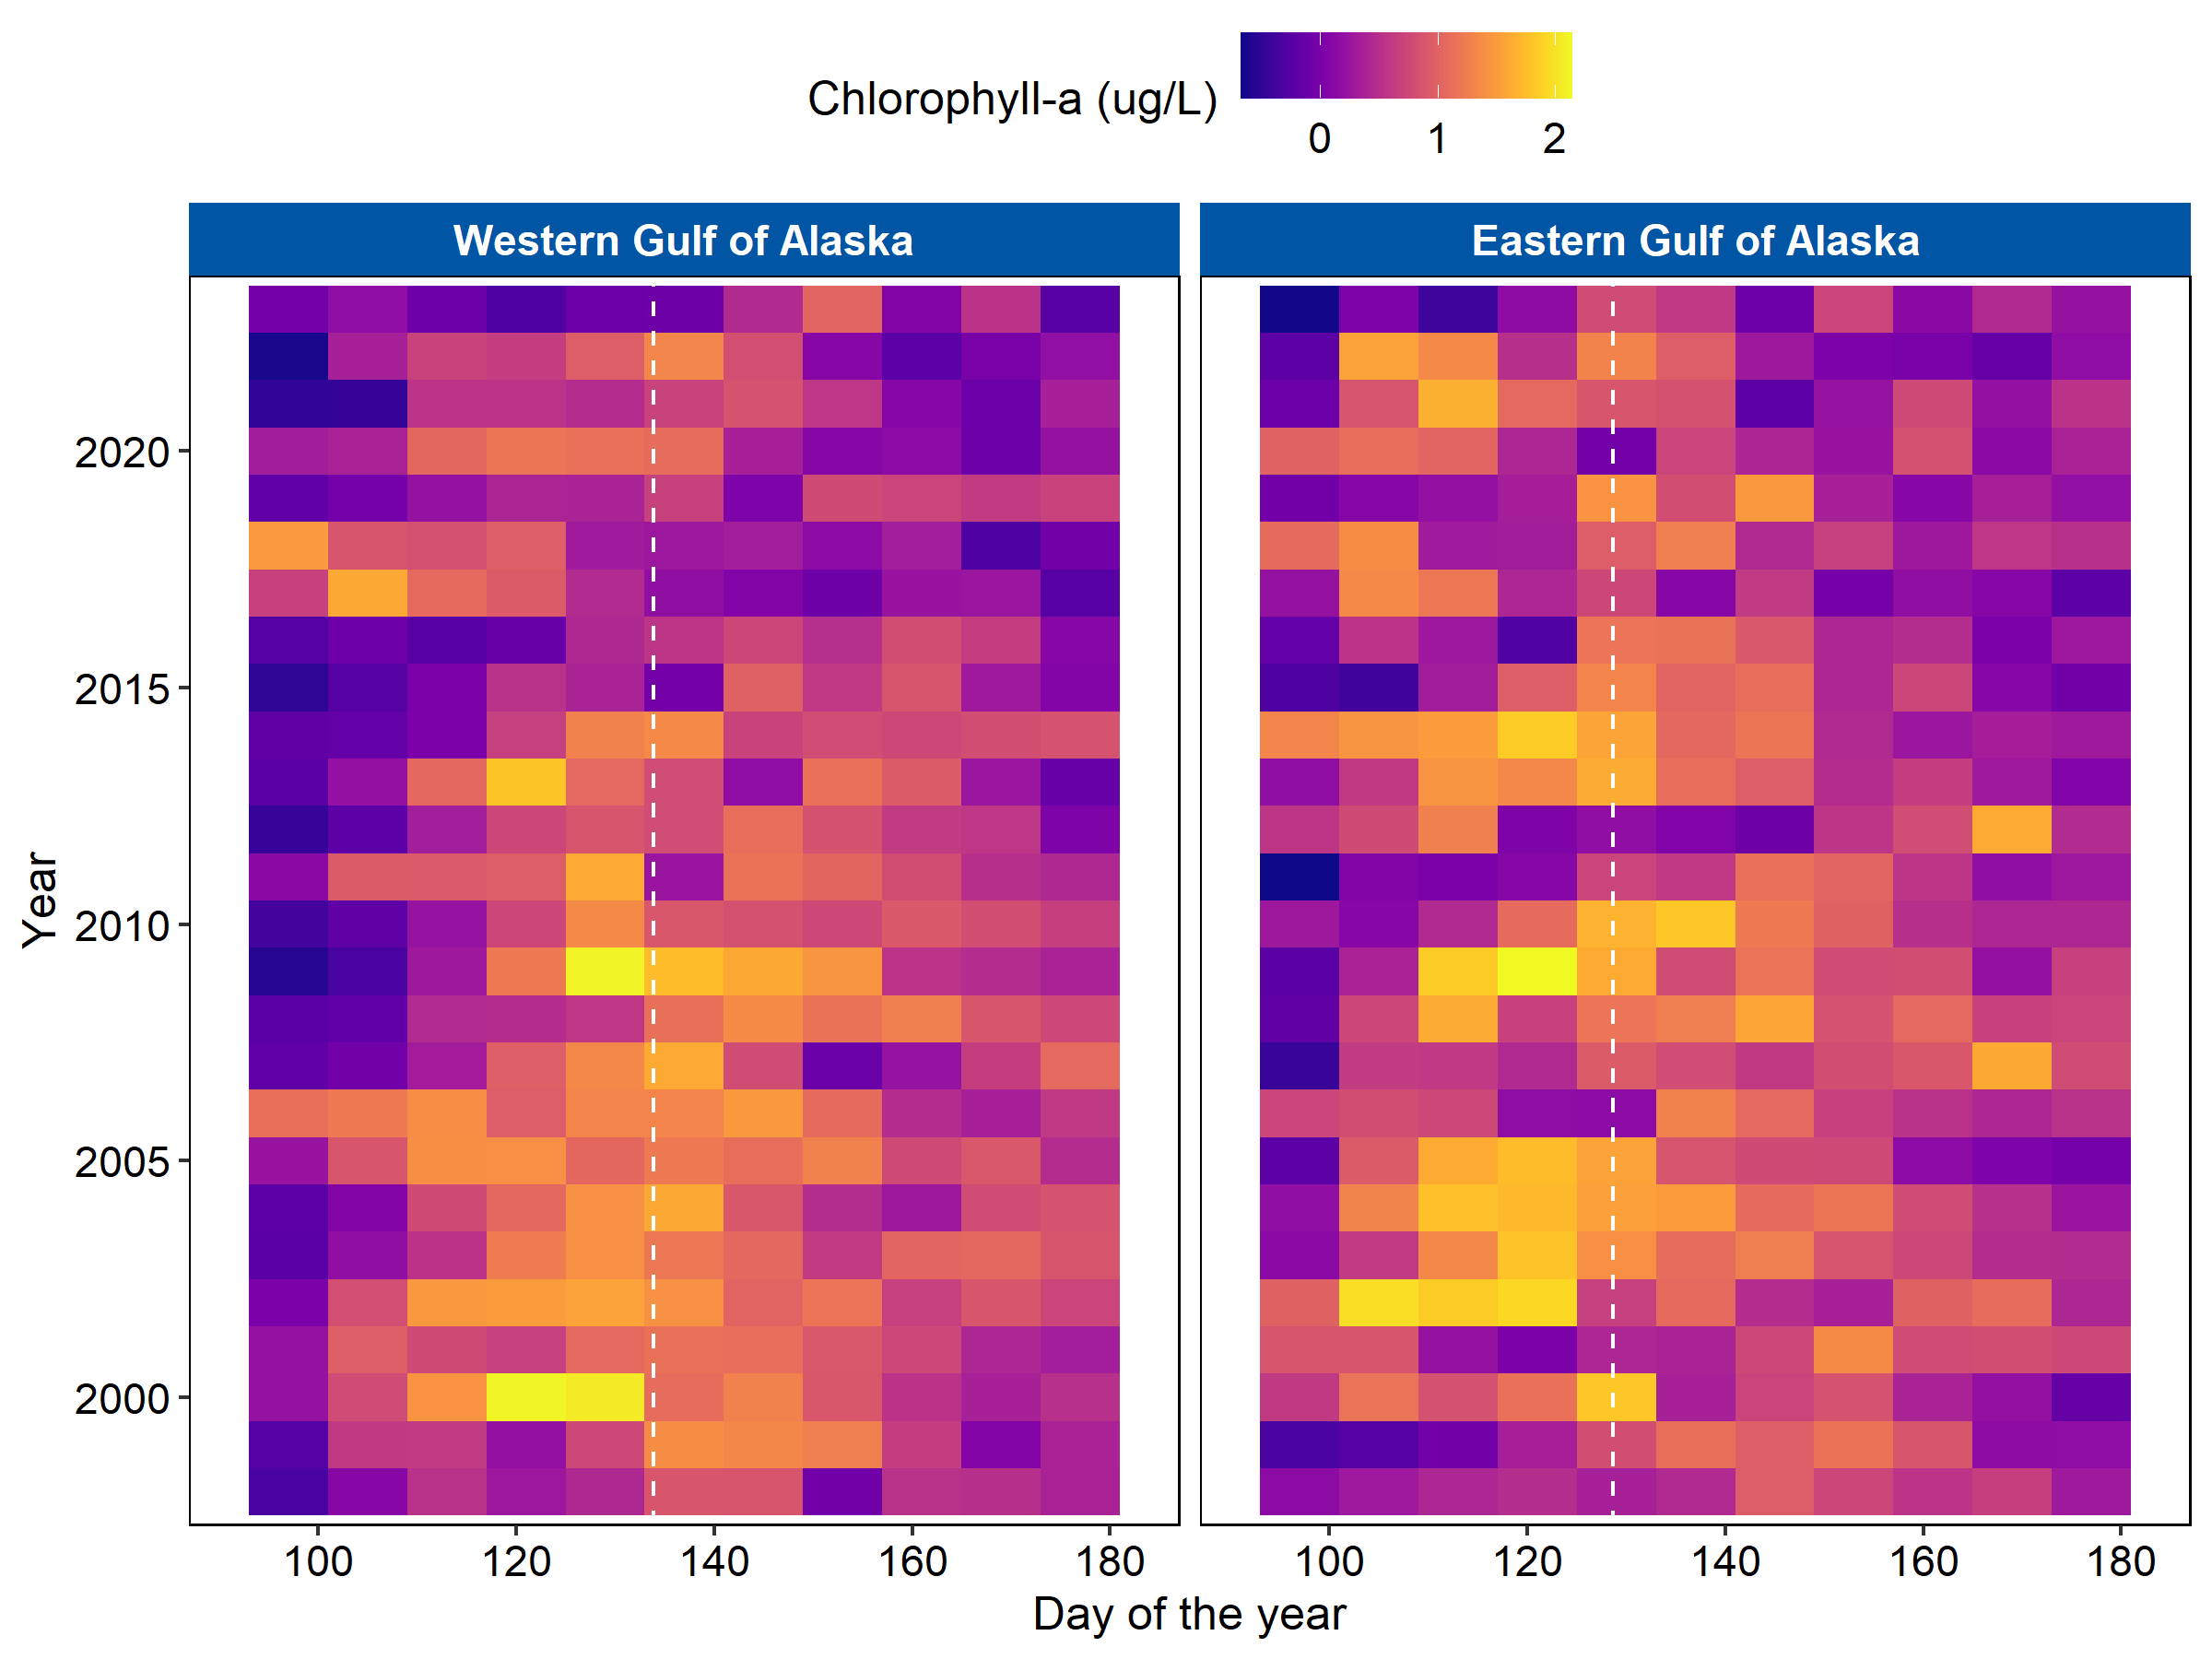 Chlorophyll-a (ug/L)
0 1 2
Western Gulf of Alaska
Eastern Gulf of Alaska
Year
2020
2015
2010
2005
2000
100 120 140 160 180
100 120 140 160 180
Day of the year